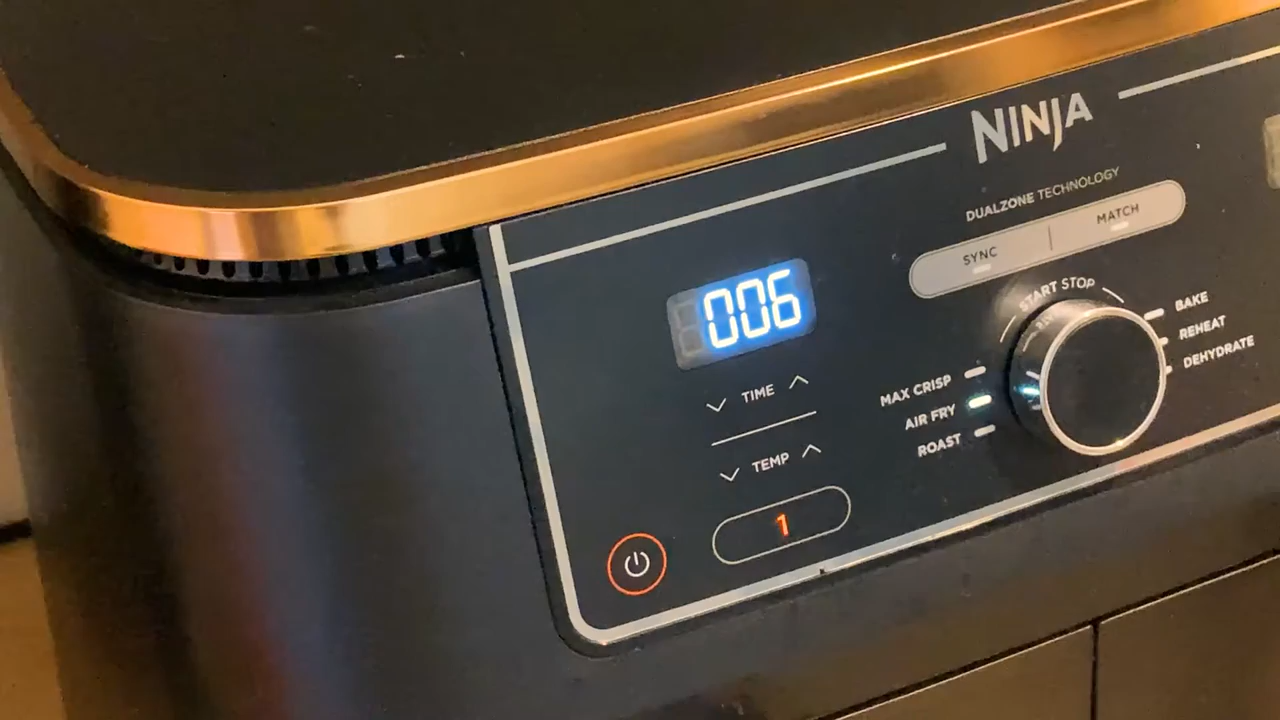 NINJA
DUALZONE TECHNOLOGY
SYNC
MATCH
006
START STOP
BAKE
REHEAT
DEHYDRATE
MAX CRISP
AIR FRY
ROAST
TIME
TEMP
1